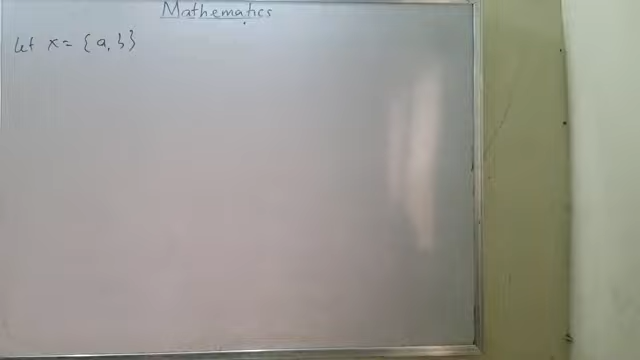 Mathematics
Let x = {a, b}